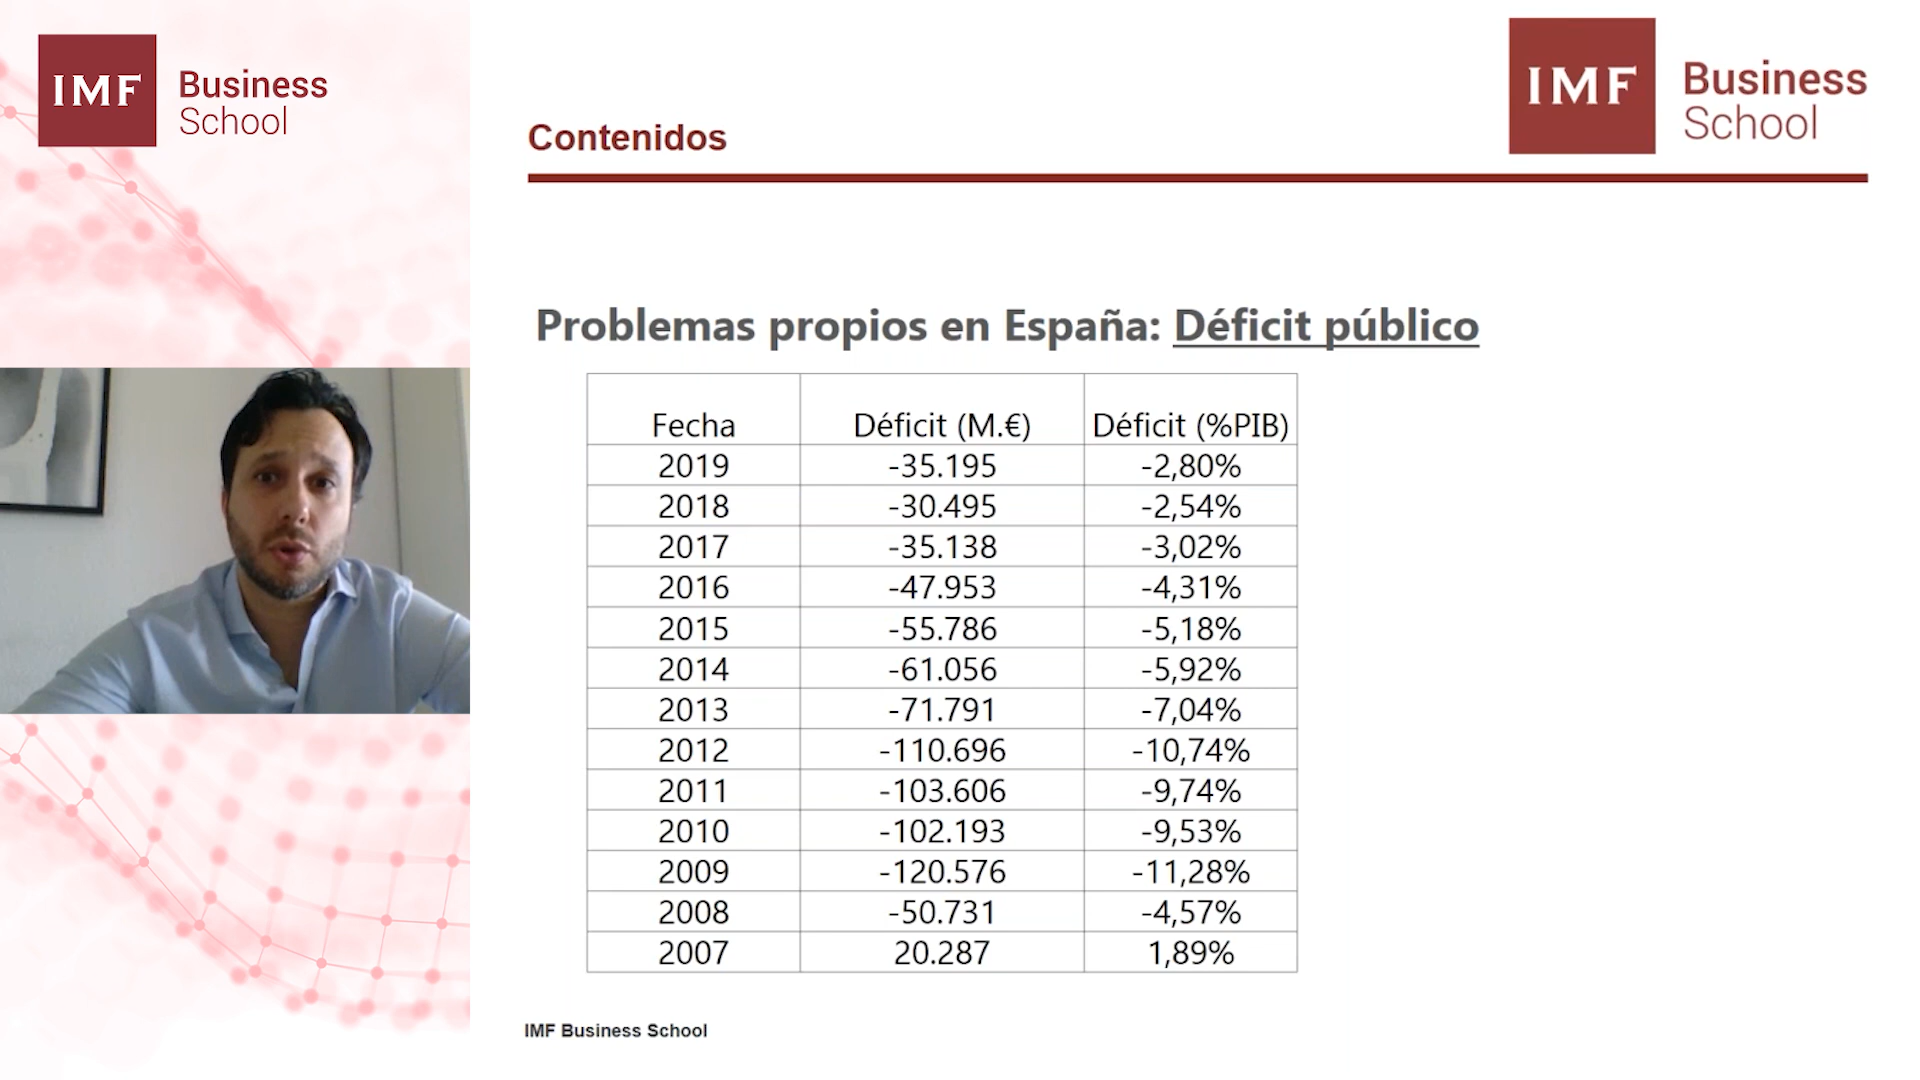 IMF Business
School
IMF Business
School
Contenidos
Problemas propios en España: Déficit público
Fecha Déficit (M.€) Déficit (%PIB)
2019 -35.195 -2,80%
2018 -30.495 -2,54%
2017 -35.138 -3,02%
2016 -47.953 -4,31%
2015 -55.786 -5,18%
2014 -61.056 -5,92%
2013 -71.791 -7,04%
2012 -110.696 -10,74%
2011 -103.606 -9,74%
2010 -102.193 -9,53%
2009 -120.576 -11,28%
2008 -50.731 -4,57%
2007 20.287 1,89%
IMF Business School